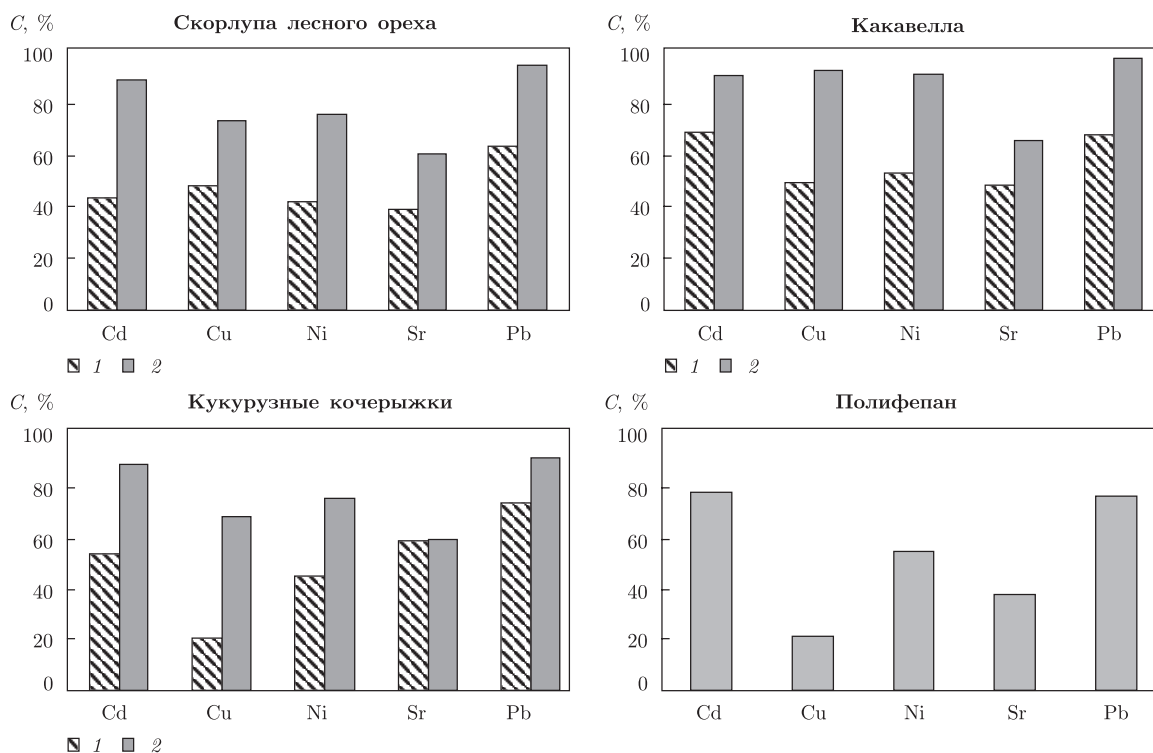 C, %
Скорлупа лесного ореха
100
80
60
40
20
0
Cd Cu Ni Sr Pb
1 2
C, %
Какавелла
100
80
60
40
20
0
Cd Cu Ni Sr Pb
1 2
C, %
Кукурузные кочерыжки
100
80
60
40
20
0
Cd Cu Ni Sr Pb
1 2
C, %
Полифепан
100
80
60
40
20
0
Cd Cu Ni Sr Pb